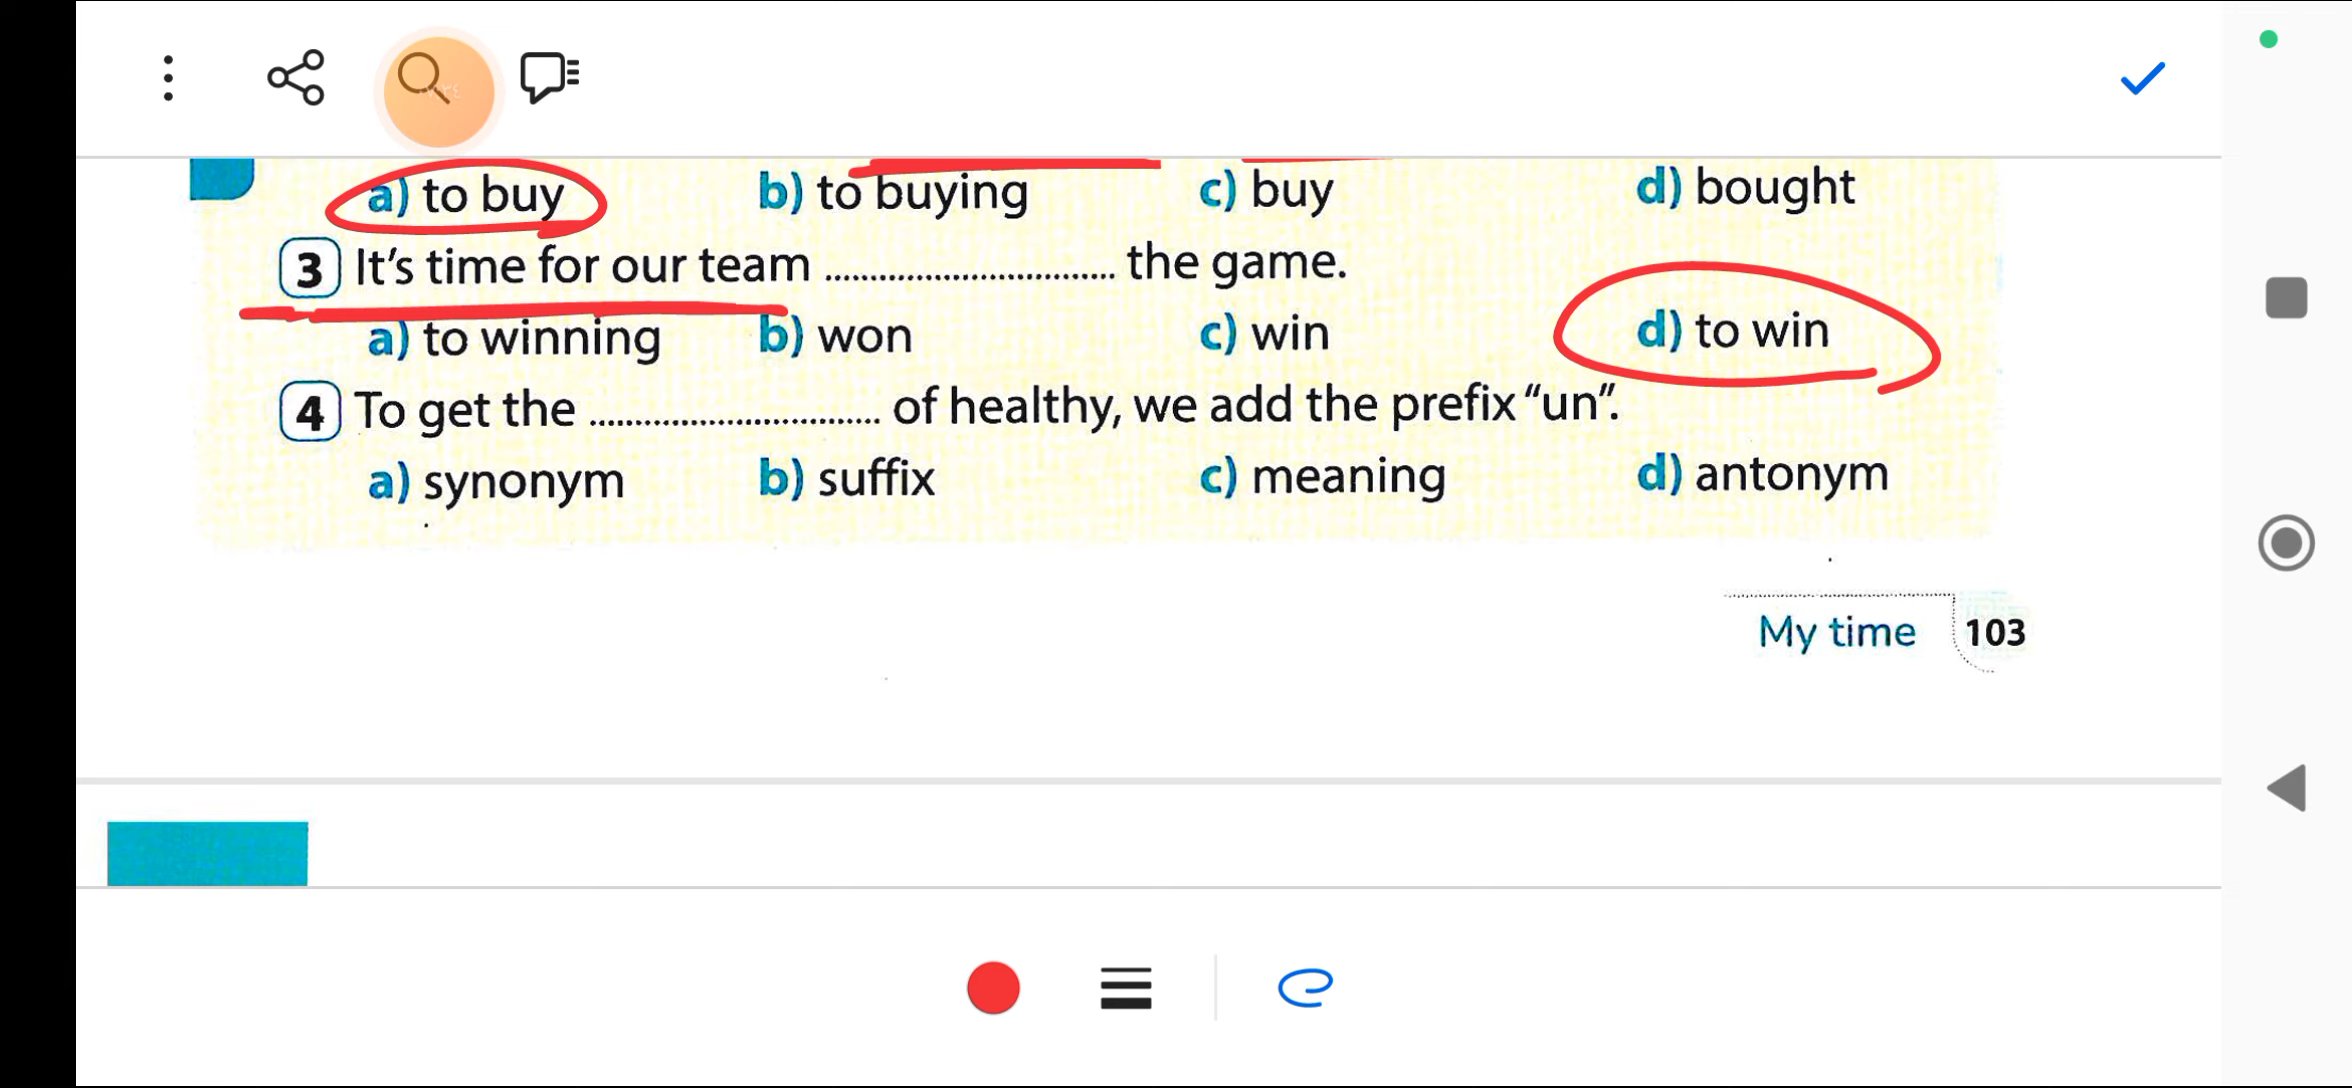 a) to buy b) to buying c) buy d) bought
3 It's time for our team ................................ the game.
a) to winning b) won c) win d) to win
4 To get the ................................ of healthy, we add the prefix “un”.
a) synonym b) suffix c) meaning d) antonym
My time 103